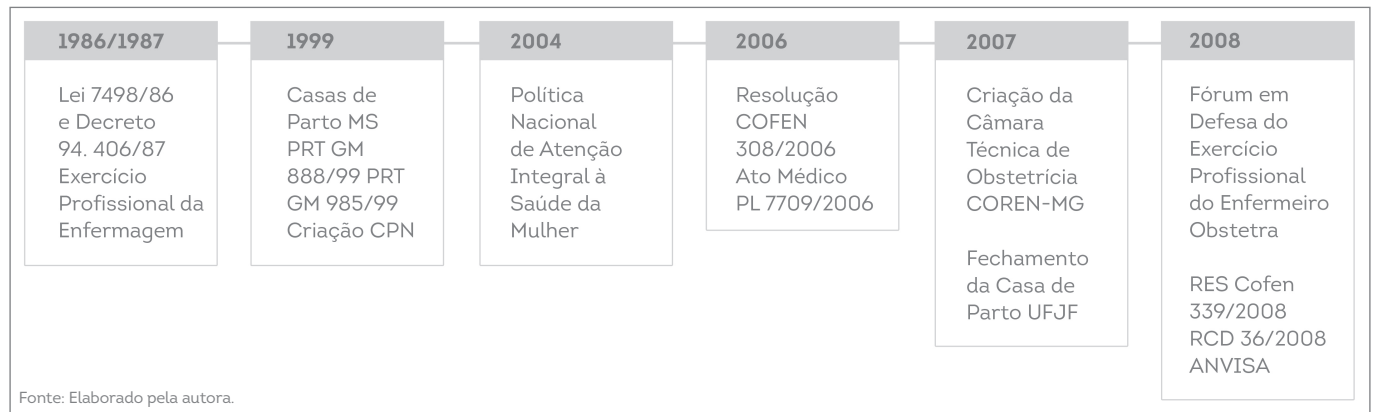 1986/1987
Lei 7498/86
e Decreto
94. 406/87
Exercício
Profissional da
Enfermagem
1999
Casas de
Parto MS
PRT GM
888/99 PRT
GM 985/99
Criação CPN
2004
Política
Nacional
de Atenção
Integral à
Saúde da
Mulher
2006
Resolução
COFEN
308/2006
Ato Médico
PL 7709/2006
2007
Criação da
Câmara
Técnica de
Obstetrícia
COREN-MG
Fechamento
da Casa de
Parto UFJF
2008
Fórum em
Defesa do
Exercício
Profissional
do Enfermeiro
Obstetra
RES Cofen
339/2008
RCD 36/2008
ANVISA
Fonte: Elaborado pela autora.